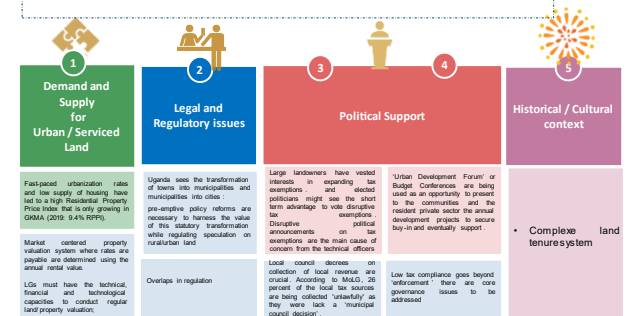 1
Demand and
Supply
for
Urban / Serviced
Land
2
Legal and
Regulatory issues
3
4
Political Support
5
Historical / Cultural
context
Fast-paced urbanization rates
and low supply of housing have
led to a high Residential Property
Price Index that is only growing in
GKMA (2019: 9.4% RPPI).
Market centered property
valuation system where rates are
payable are determined using the
annual rental value.
LGs must have the technical,
financial and technological
capacities to conduct regular
land/ property valuation;
Uganda sees the transformation
of towns into municipalities and
municipalities into cities :
pre-emptive policy reforms are
necessary to harness the value
of this statutory transformation
while regulating speculation on
rural/urban land
Overlaps in regulation
Large landowners have vested
interests in expanding tax
exemptions . and elected
politicians might see the short
term advantage to vote disruptive
tax exemptions .
Disruptive political
announcements on tax
exemptions are the main cause of
concern from the technical officers
Local council decrees on
collection of local revenue are
crucial . According to MoLG, 26
percent of the local tax sources
are being collected 'unlawfully' as
they were lack a 'municipal
council decision' .
'Urban Development Forum' or
Budget Conferences are being
used as an opportunity to present
to the communities and the
resident private sector the annual
development projects to secure
buy-in and eventually support .
Low tax compliance goes beyond
'enforcement ' there are core
governance issues to be
addressed
• Complexe land
tenure system